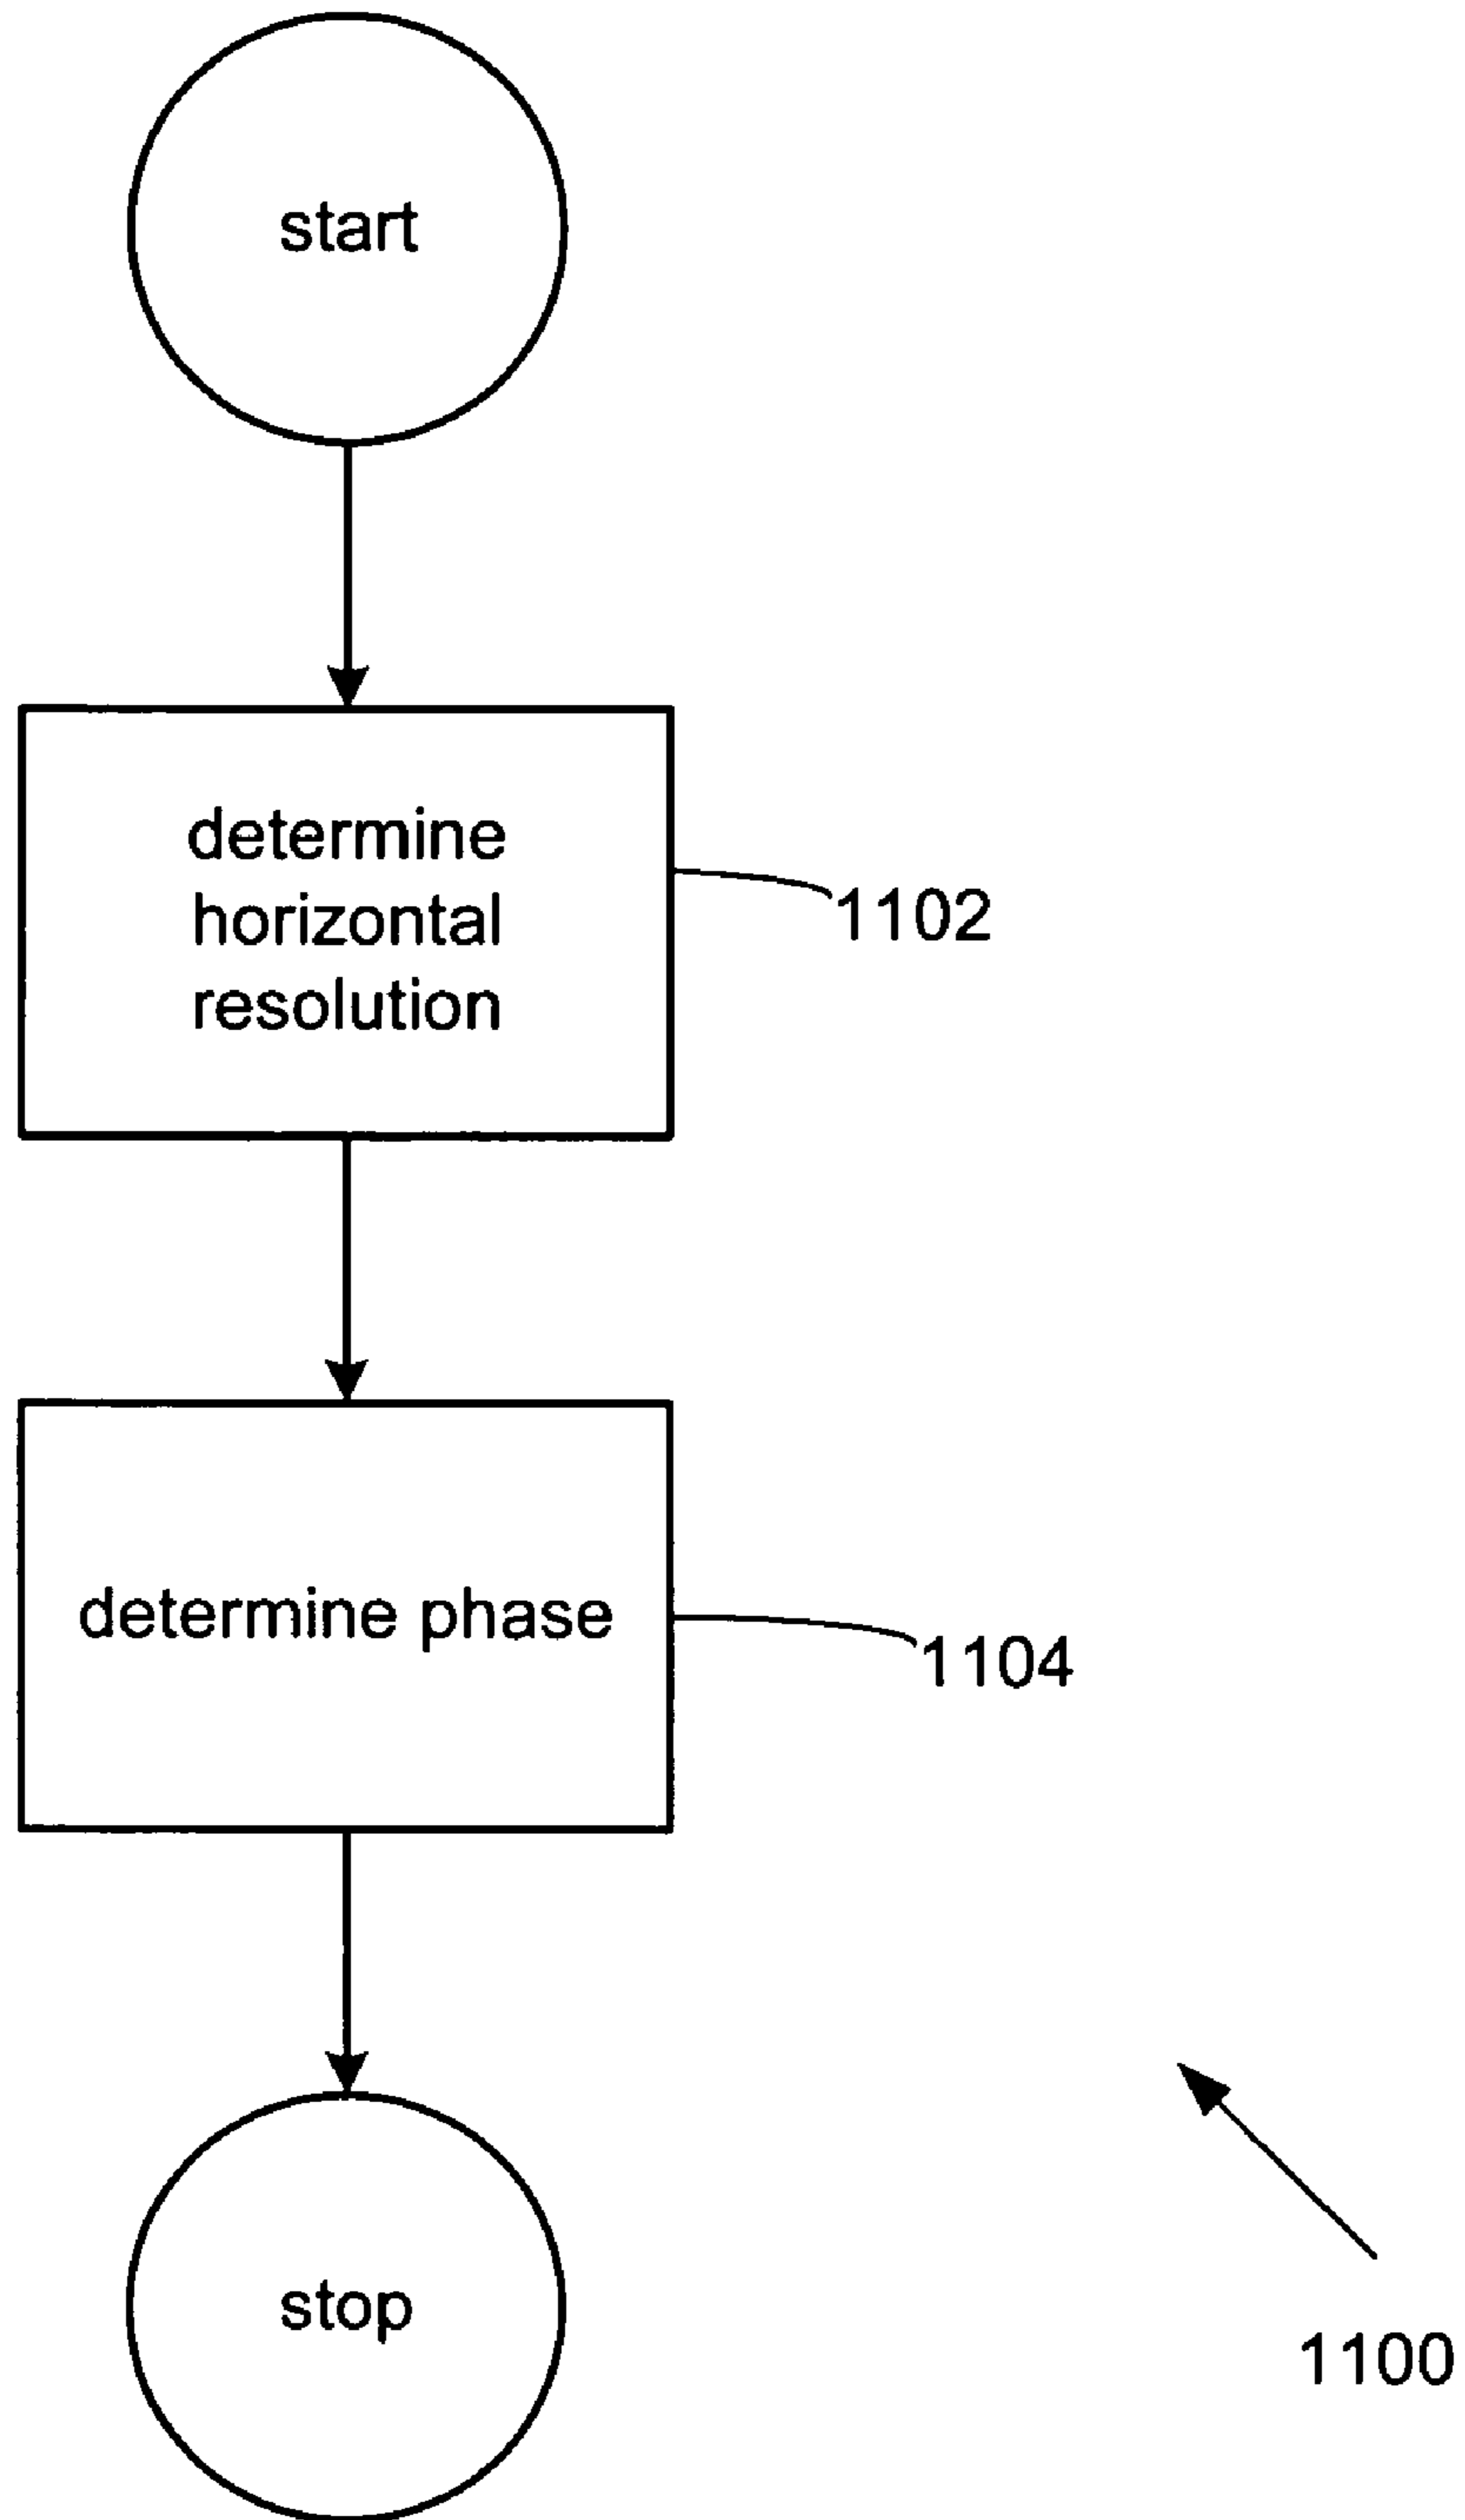 start
determine
horizontal
resolution
1102
determine phase
1104
stop
1100